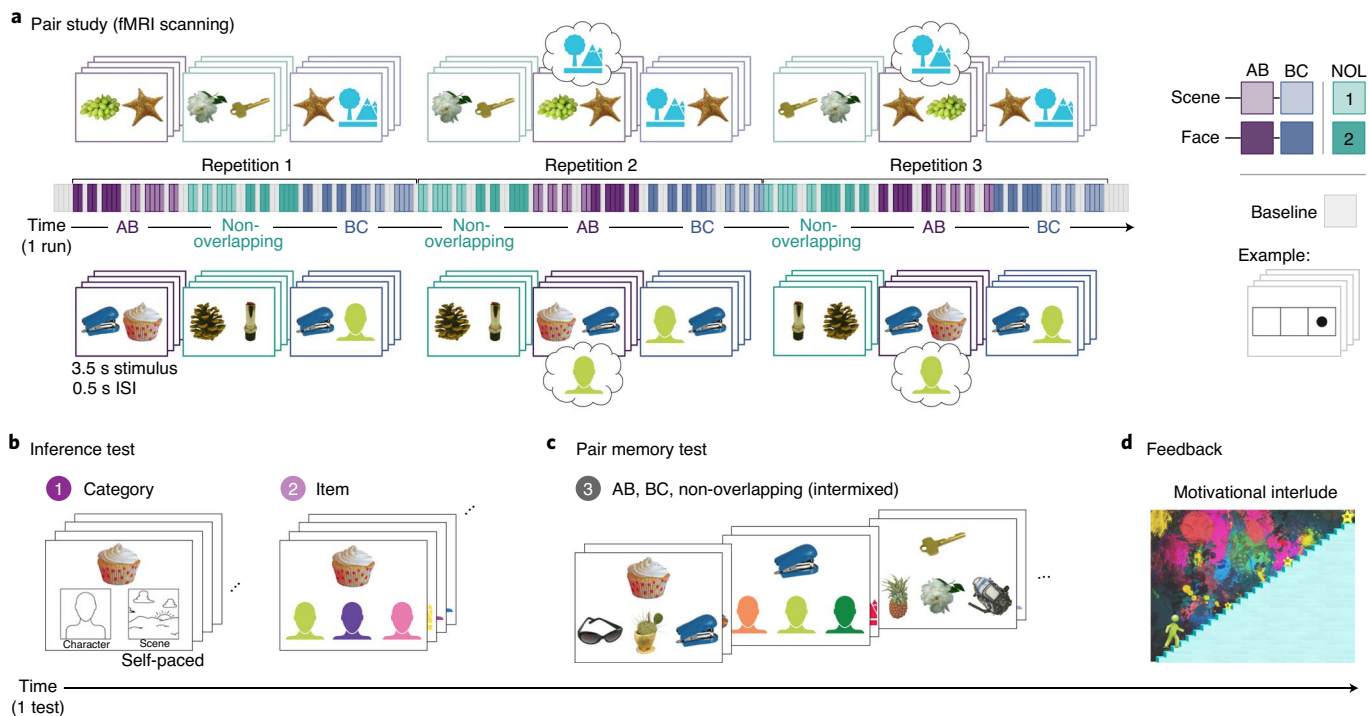 a Pair study (fMRI scanning)
AB BC NOL
Scene 1
Face 2
Repetition 1 Repetition 2 Repetition 3
Baseline
Time
(1 run)
AB Non-
overlapping BC Non-
overlapping AB BC Non-
overlapping AB BC
Example:
3.5 s stimulus
0.5 s ISI
b Inference test
1 Category
2 Item
...
Character Scene
Self-paced
...
c Pair memory test
3 AB, BC, non-overlapping (intermixed)
...
d Feedback
Motivational interlude
Time
(1 test)